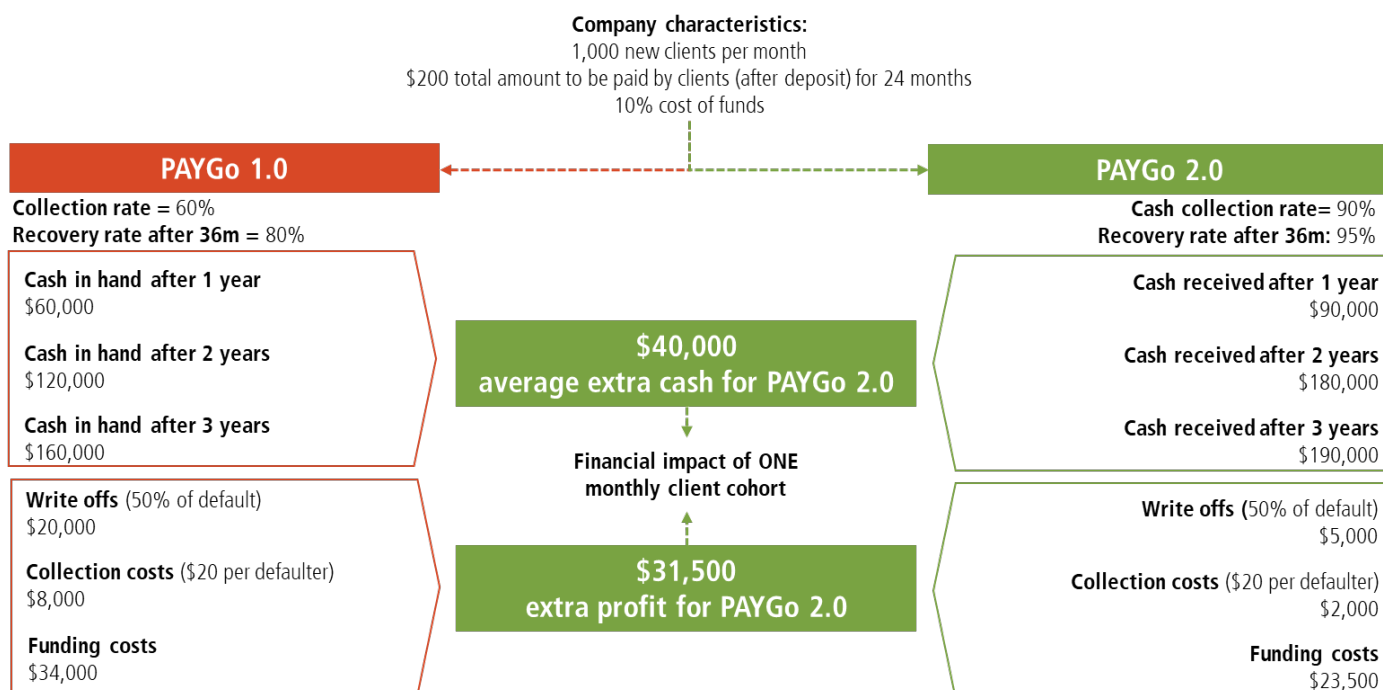 Company characteristics:
1,000 new clients per month
$200 total amount to be paid by clients (after deposit) for 24 months
10% cost of funds
PAYGo 1.0
Collection rate = 60%
Recovery rate after 36m = 80%
Cash in hand after 1 year
$60,000
Cash in hand after 2 years
$120,000
Cash in hand after 3 years
$160,000
Write offs (50% of default)
$20,000
Collection costs ($20 per defaulter)
$8,000
Funding costs
$34,000
$40,000
average extra cash for PAYGo 2.0
Financial impact of ONE
monthly client cohort
$31,500
extra profit for PAYGo 2.0
PAYGo 2.0
Cash collection rate= 90%
Recovery rate after 36m: 95%
Cash received after 1 year
$90,000
Cash received after 2 years
$180,000
Cash received after 3 years
$190,000
Write offs (50% of default)
$5,000
Collection costs ($20 per defaulter)
$2,000
Funding costs
$23,500